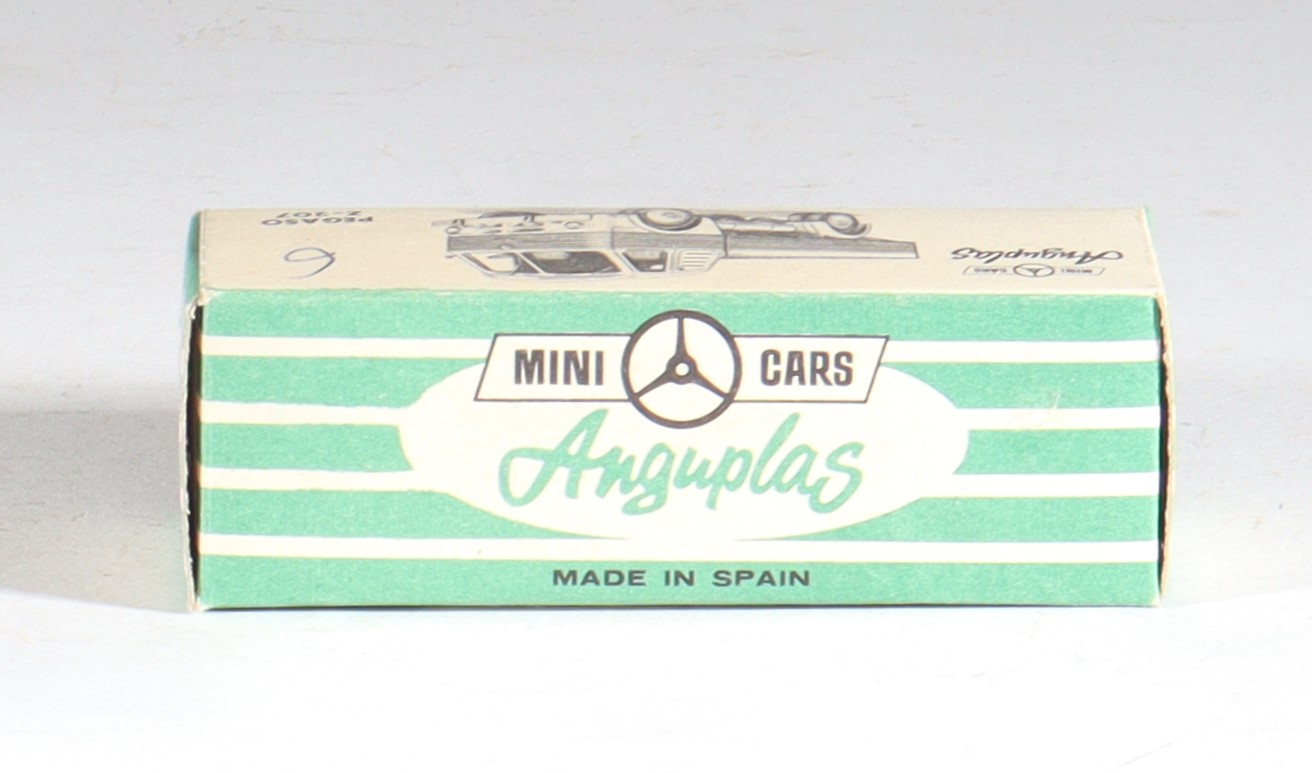 PEGASO
Z-207
6
Anguplas
MINI CARS
MINI CARS
Anguplas
MADE IN SPAIN